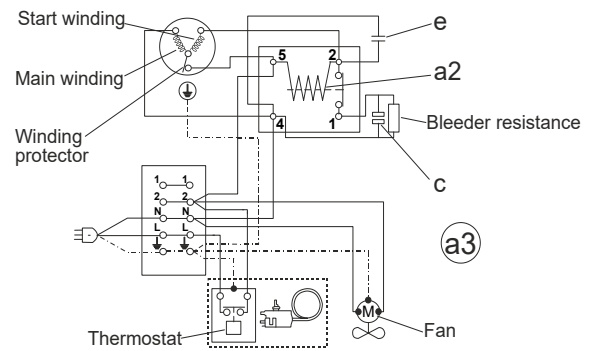 Start winding
e
5
2
a2
Main winding
4
1
Bleeder resistance
Winding
protector
c
1 1
2 2
N N
L L
a3
M
Fan
Thermostat